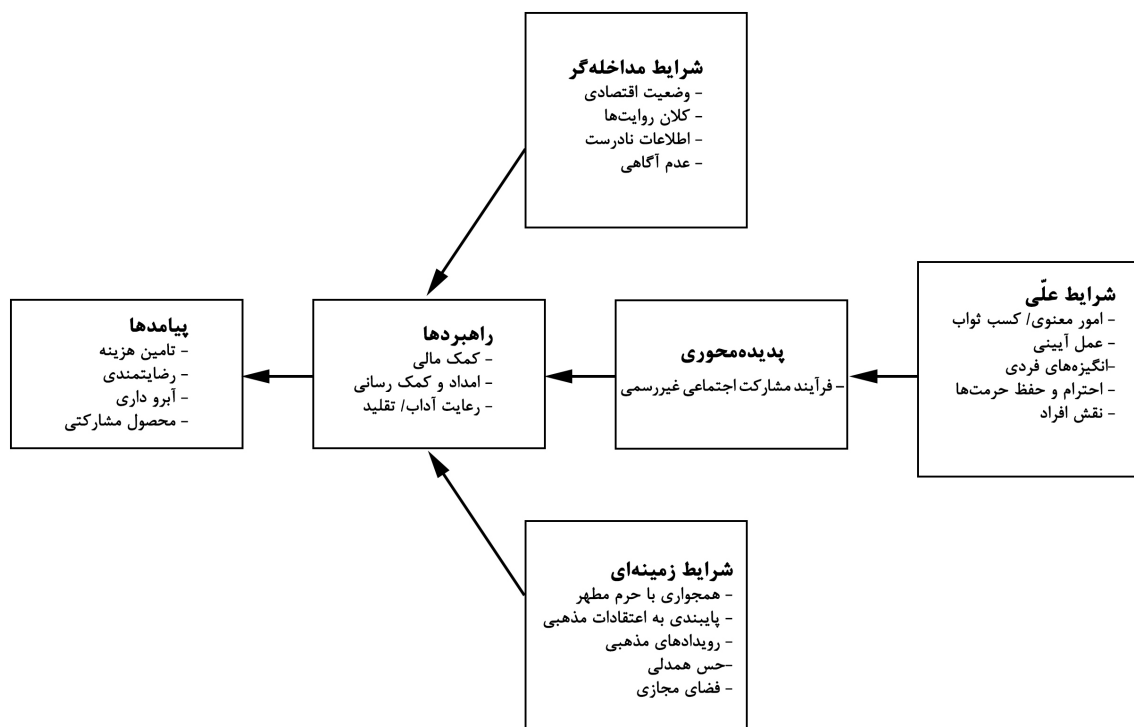 شرایط مداخله‌گر
- وضعیت اقتصادی
- کلان روایت‌ها
- اطلاعات نادرست
- عدم آگاهی
شرایط علّی
- امور معنوی/ کسب ثواب
- عمل آیینی
-انگیزه‌های فردی
- احترام و حفظ حرمت‌ها
- نقش افراد
پدیده‌محوری
- فرآیند مشارکت اجتماعی غیررسمی
راهبردها
- کمک مالی
- امداد و کمک رسانی
- رعایت آداب/ تقلید
پیامدها
- تامین هزینه
- رضایتمندی
- آبرو داری
- محصول مشارکتی
شرایط زمینه‌ای
- همجواری با حرم مطهر
- پایبندی به اعتقادات مذهبی
- رویدادهای مذهبی
-حس همدلی
- فضای مجازی